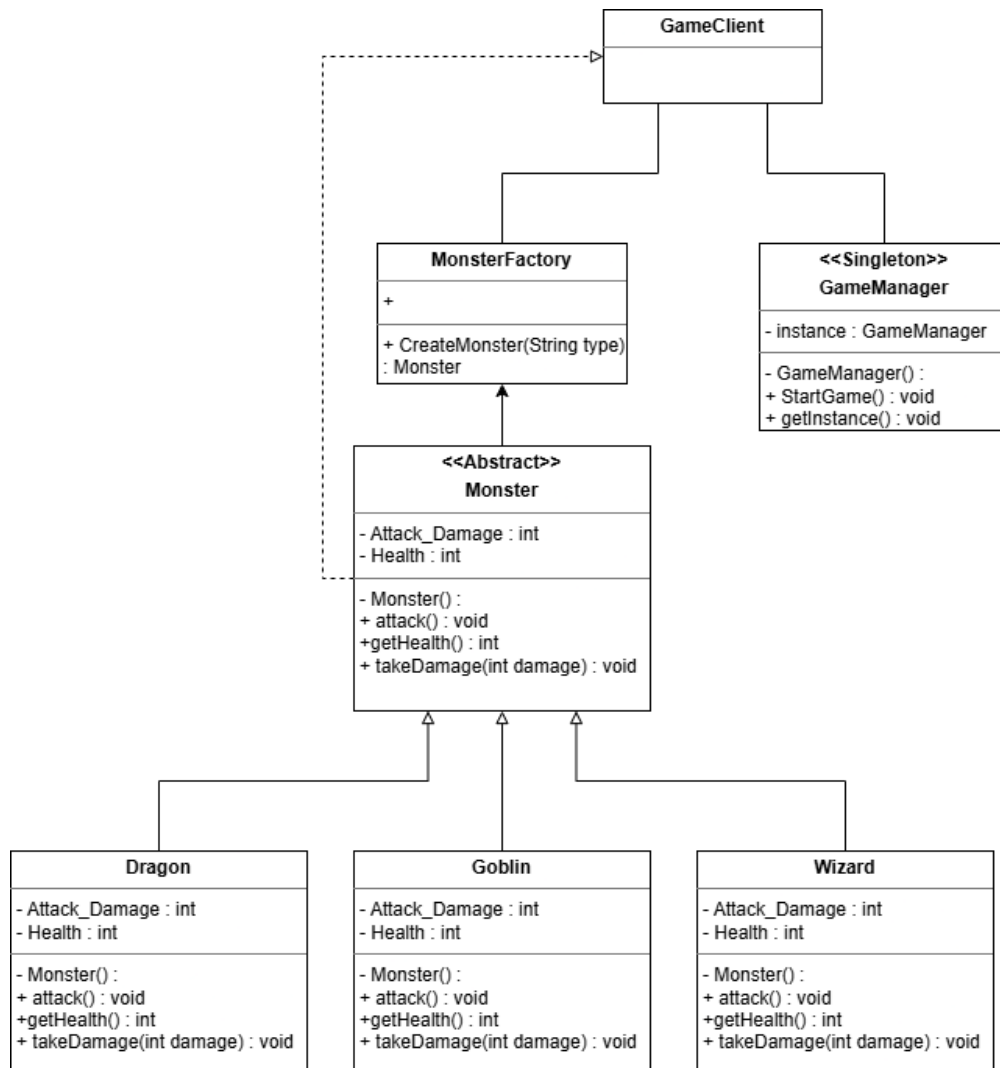 GameClient
MonsterFactory
+
+ CreateMonster(String type)
: Monster
<<Singleton>>
GameManager
- instance : GameManager
- GameManager() :
+ StartGame() : void
+ getInstance() : void
<<Abstract>>
Monster
- Attack_Damage : int
- Health : int
- Monster() :
+ attack() : void
+getHealth() : int
+ takeDamage(int damage) : void
Dragon
- Attack_Damage : int
- Health : int
- Monster() :
+ attack() : void
+getHealth() : int
+ takeDamage(int damage) : void
Goblin
- Attack_Damage : int
- Health : int
- Monster() :
+ attack() : void
+getHealth() : int
+ takeDamage(int damage) : void
Wizard
- Attack_Damage : int
- Health : int
- Monster() :
+ attack() : void
+getHealth() : int
+ takeDamage(int damage) : void